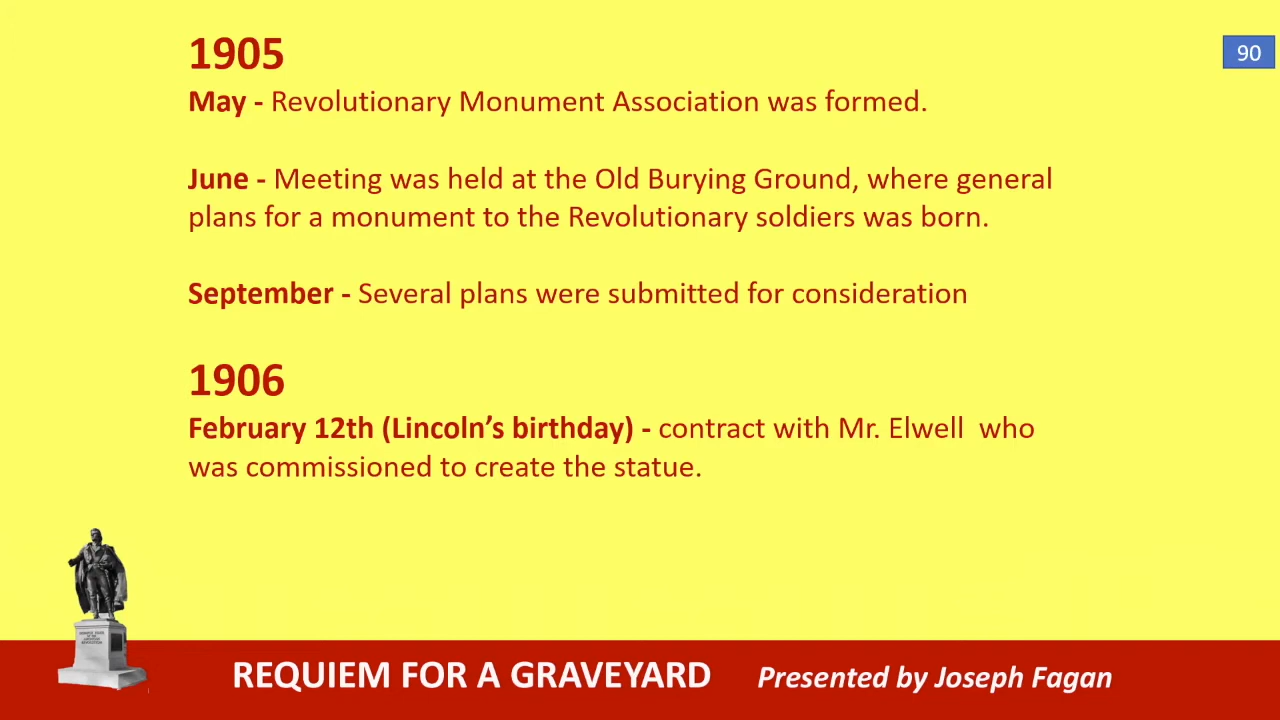 1905
90
May - Revolutionary Monument Association was formed.
June - Meeting was held at the Old Burying Ground, where general
plans for a monument to the Revolutionary soldiers was born.
September - Several plans were submitted for consideration
1906
February 12th (Lincoln’s birthday) - contract with Mr. Elwell who
was commissioned to create the statue.
REQUIEM FOR A GRAVEYARD Presented by Joseph Fagan